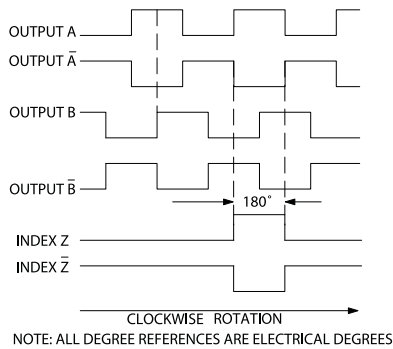 OUTPUT A
OUTPUT A̅
OUTPUT B
OUTPUT B̅
180°
INDEX Z
INDEX Z̅
CLOCKWISE ROTATION
NOTE: ALL DEGREE REFERENCES ARE ELECTRICAL DEGREES